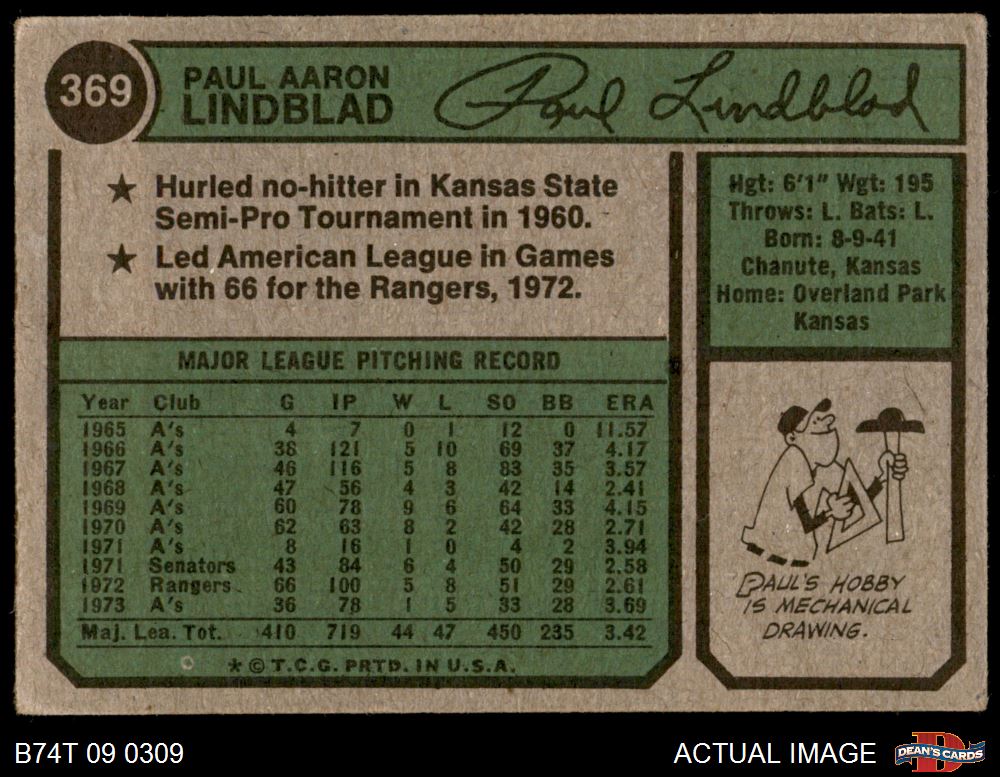 369
PAUL AARON
LINDBLAD
Paul Lindblad
★ Hurled no-hitter in Kansas State
Semi-Pro Tournament in 1960.
★ Led American League in Games
with 66 for the Rangers, 1972.
Hgt: 6'1" Wgt: 195
Throws: L. Bats: L.
Born: 8-9-41
Chanute, Kansas
Home: Overland Park
Kansas
MAJOR LEAGUE PITCHING RECORD
Year Club G IP W L SO BB ERA
1965 A's 4 7 0 1 12 0 11.57
1966 A's 38 121 5 10 69 37 4.17
1967 A's 46 116 5 8 83 35 3.57
1968 A's 47 56 4 3 42 14 2.41
1969 A's 60 78 9 6 64 33 4.15
1970 A's 62 63 8 2 42 28 2.71
1971 A's 8 16 1 0 4 2 3.94
1971 Senators 43 84 6 4 50 29 2.58
1972 Rangers 66 100 5 8 51 29 2.61
1973 A's 36 78 1 5 33 28 3.69
Maj. Lea. Tot. 410 719 44 47 450 235 3.42
★ © T.C.G. PRTD. IN U.S.A.
PAUL'S HOBBY
IS MECHANICAL
DRAWING.
B74T 09 0309
ACTUAL IMAGE
DEAN'S CARDS